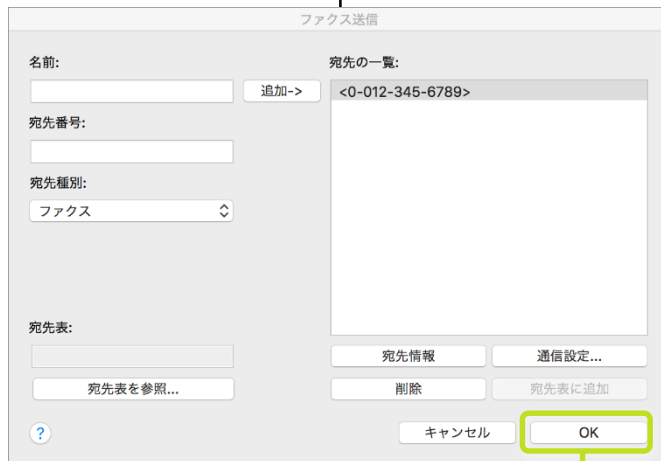 ファクス送信
名前:
追加->
宛先番号:
宛先種別:
ファクス
宛先表:
宛先表を参照...
宛先の一覧:
<0-012-345-6789>
宛先情報
通信設定...
削除
宛先表に追加
?
キャンセル
OK